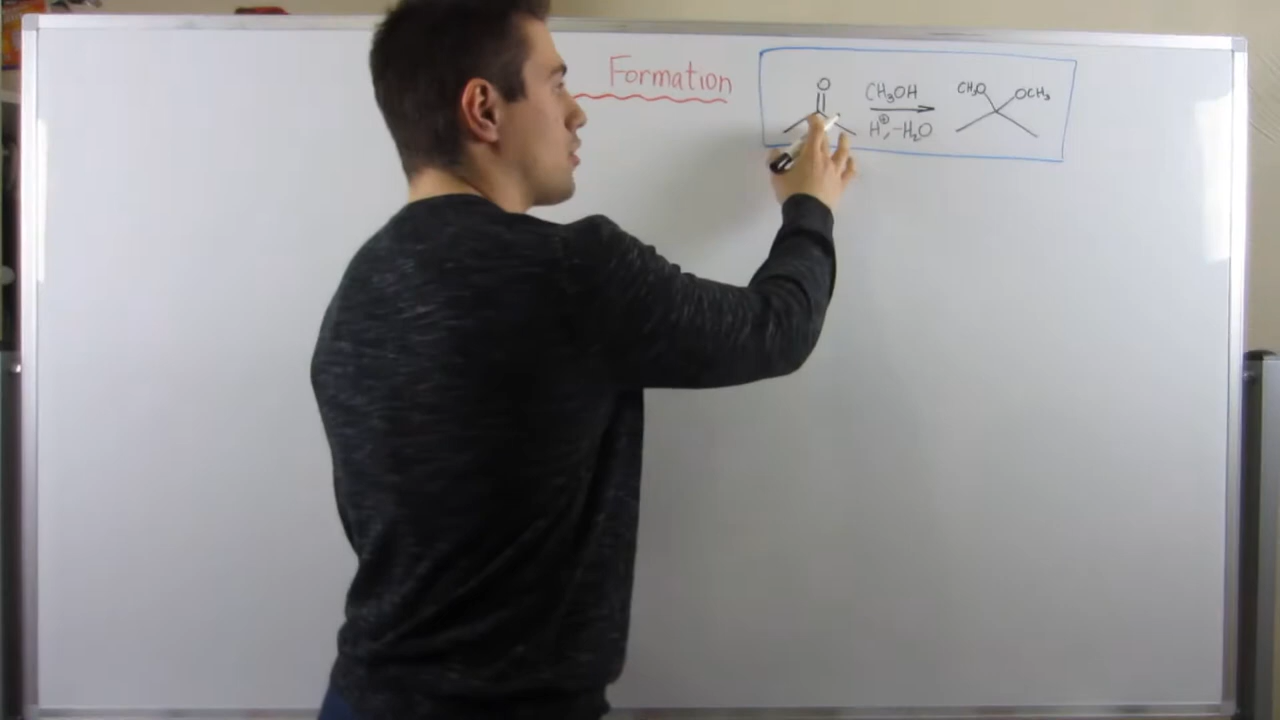 Formation
O
CH₃OH
H⊕, -H₂O
CH₃O OCH₃